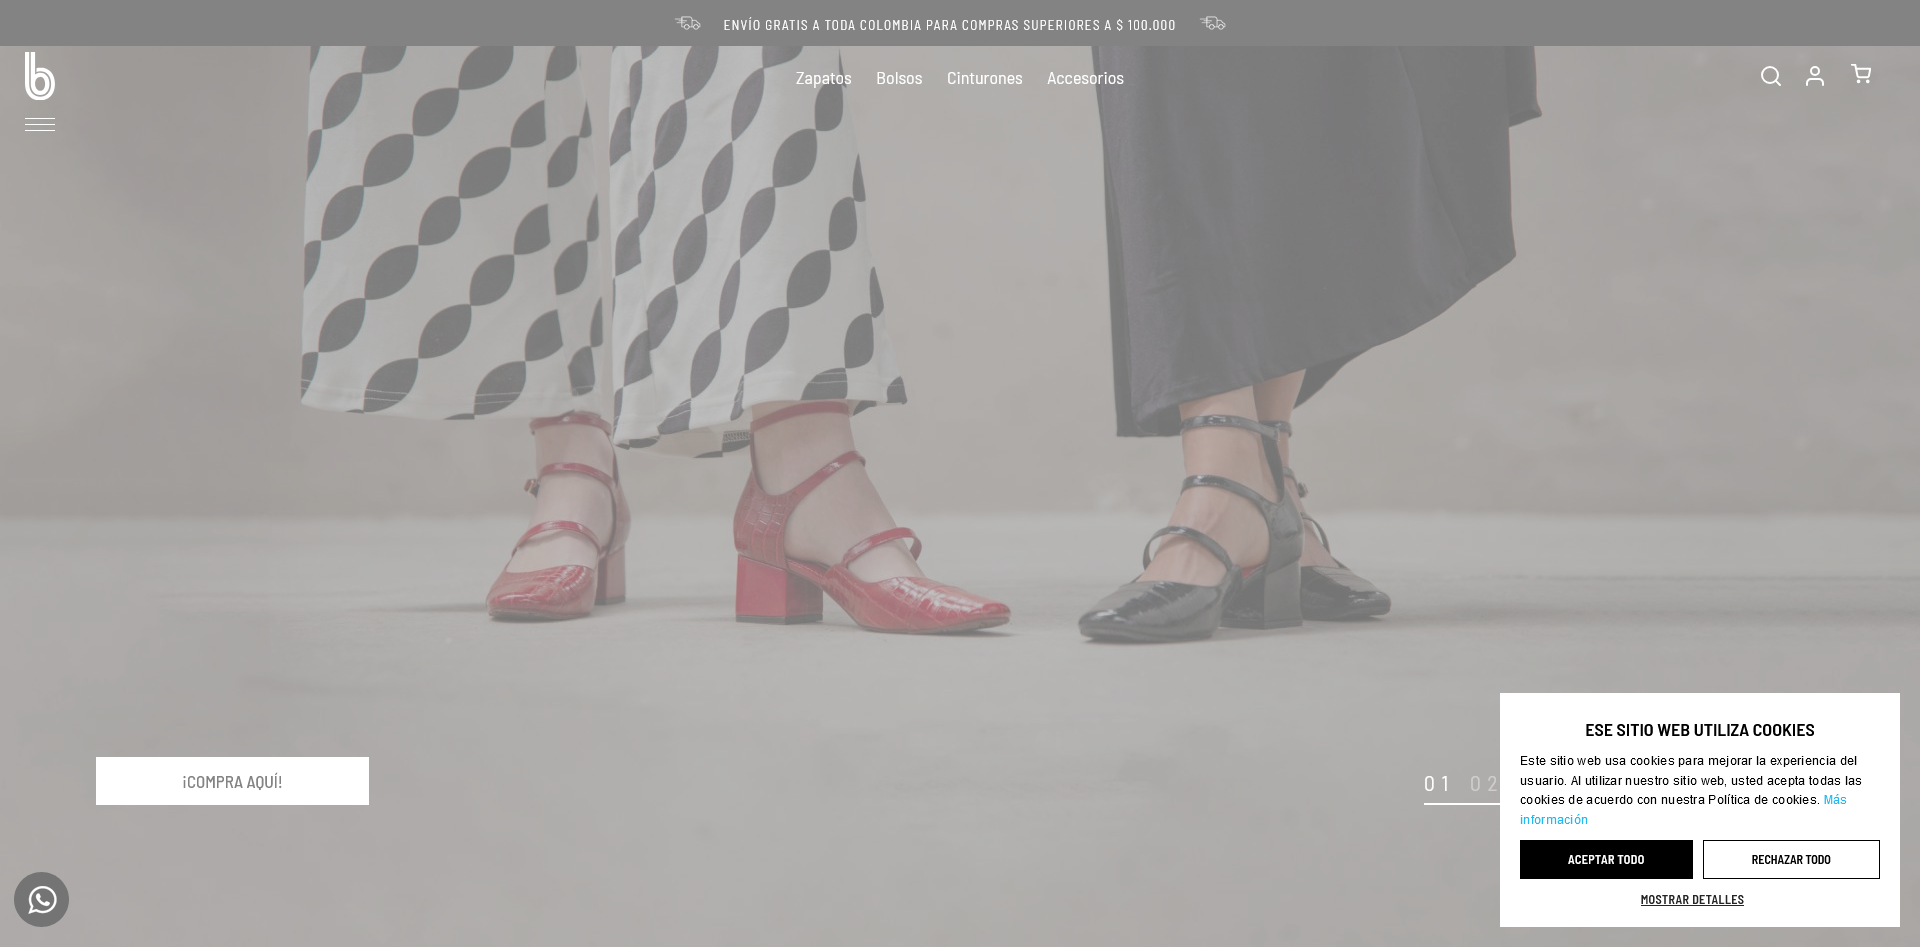 ENVÍO GRATIS A TODA COLOMBIA PARA COMPRAS SUPERIORES A $ 100.000
b
Zapatos Bolsos Cinturones Accesorios
¡COMPRA AQUÍ!
01 02
ESE SITIO WEB UTILIZA COOKIES
Este sitio web usa cookies para mejorar la experiencia del
usuario. Al utilizar nuestro sitio web, usted acepta todas las
cookies de acuerdo con nuestra Política de cookies. Más
información
ACEPTAR TODO RECHAZAR TODO
MOSTRAR DETALLES